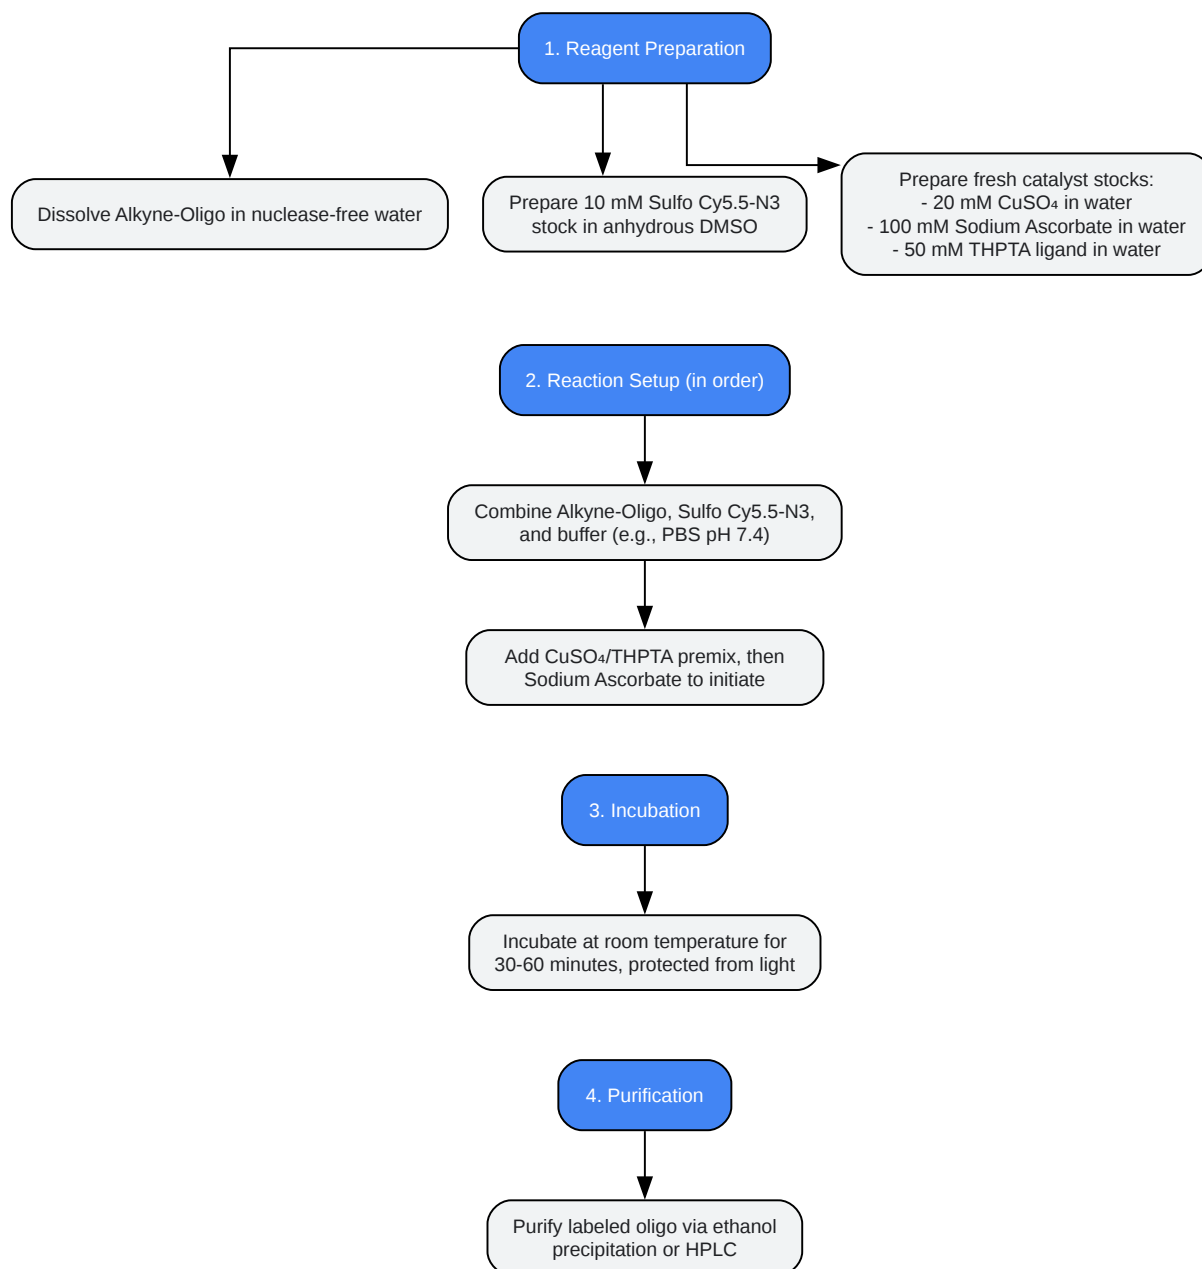 1. Reagent Preparation
Dissolve Alkyne-Oligo in nuclease-free water
Prepare 10 mM Sulfo Cy5.5-N3
stock in anhydrous DMSO
Prepare fresh catalyst stocks:
- 20 mM CuSO₄ in water
- 100 mM Sodium Ascorbate in water
- 50 mM THPTA ligand in water
2. Reaction Setup (in order)
Combine Alkyne-Oligo, Sulfo Cy5.5-N3,
and buffer (e.g., PBS pH 7.4)
Add CuSO₄/THPTA premix, then
Sodium Ascorbate to initiate
3. Incubation
Incubate at room temperature for
30-60 minutes, protected from light
4. Purification
Purify labeled oligo via ethanol
precipitation or HPLC